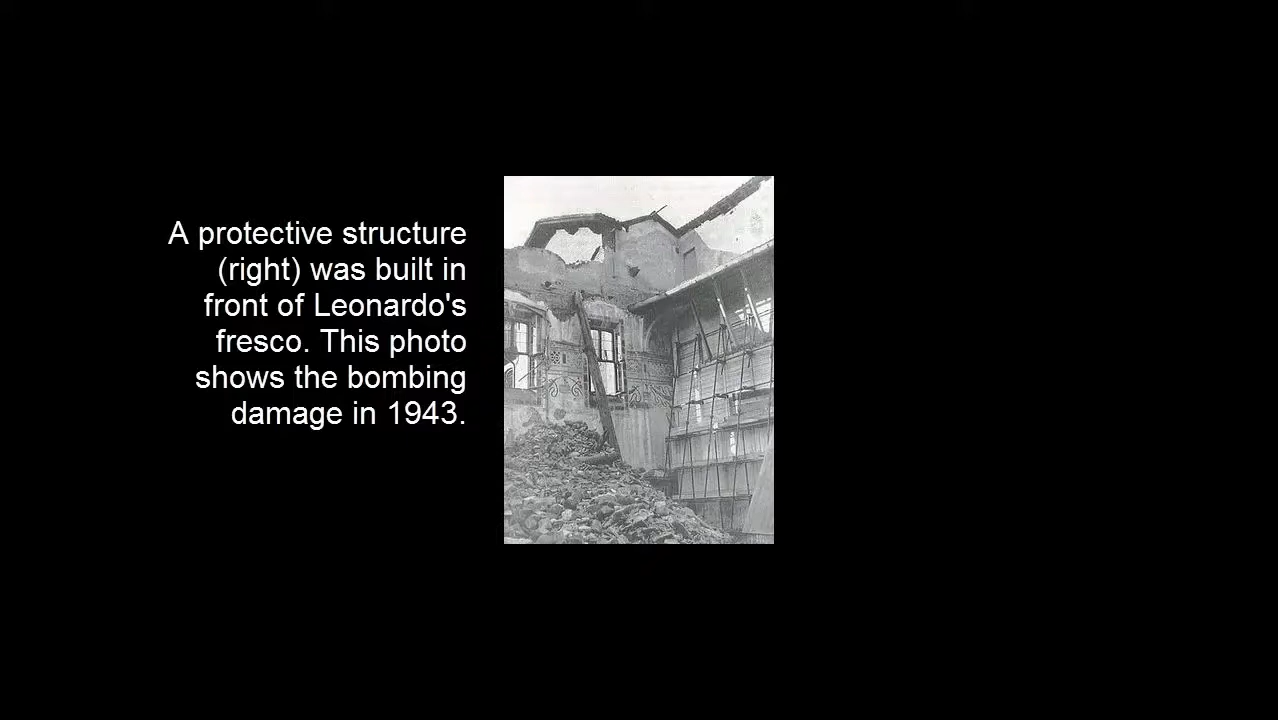 A protective structure
(right) was built in
front of Leonardo's
fresco. This photo
shows the bombing
damage in 1943.